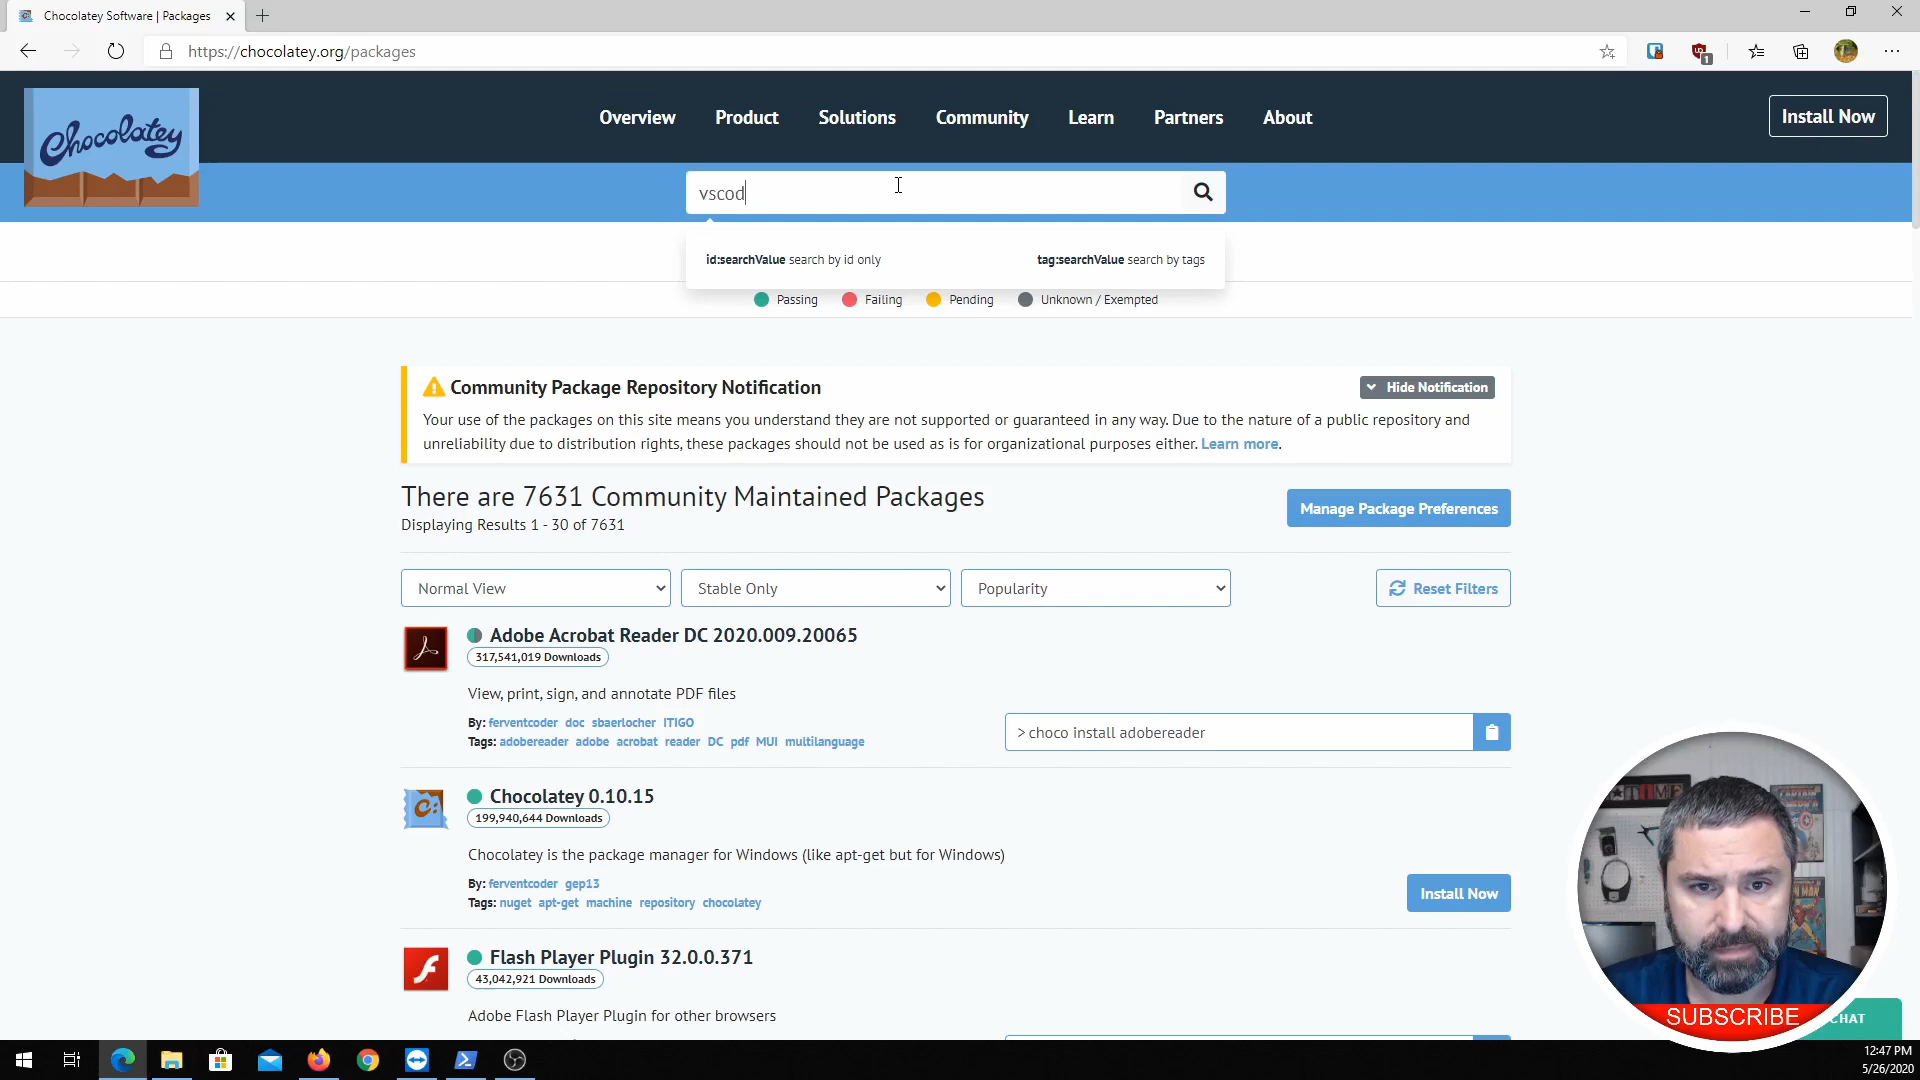 Chocolatey Software | Packages
https://chocolatey.org/packages
1
Chocolatey
Overview
Product
Solutions
Community
Learn
Partners
About
Install Now
vscod
id:searchValue search by id only
tag:searchValue search by tags
Passing
Failing
Pending
Unknown / Exempted
Community Package Repository Notification
Hide Notification
Your use of the packages on this site means you understand they are not supported or guaranteed in any way. Due to the nature of a public repository and
unreliability due to distribution rights, these packages should not be used as is for organizational purposes either. Learn more.
There are 7631 Community Maintained Packages
Displaying Results 1 - 30 of 7631
Manage Package Preferences
Normal View
Stable Only
Popularity
Reset Filters
Adobe Acrobat Reader DC 2020.009.20065
317,541,019 Downloads
View, print, sign, and annotate PDF files
By: ferventcoder doc sbaerlocher ITIGO
Tags: adobereader adobe acrobat reader DC pdf MUI multilanguage
> choco install adobereader
Chocolatey 0.10.15
199,940,644 Downloads
Chocolatey is the package manager for Windows (like apt-get but for Windows)
By: ferventcoder gep13
Tags: nuget apt-get machine repository chocolatey
Install Now
Flash Player Plugin 32.0.0.371
43,042,921 Downloads
Adobe Flash Player Plugin for other browsers
SUBSCRIBE
CHAT
12:47 PM
5/26/2020